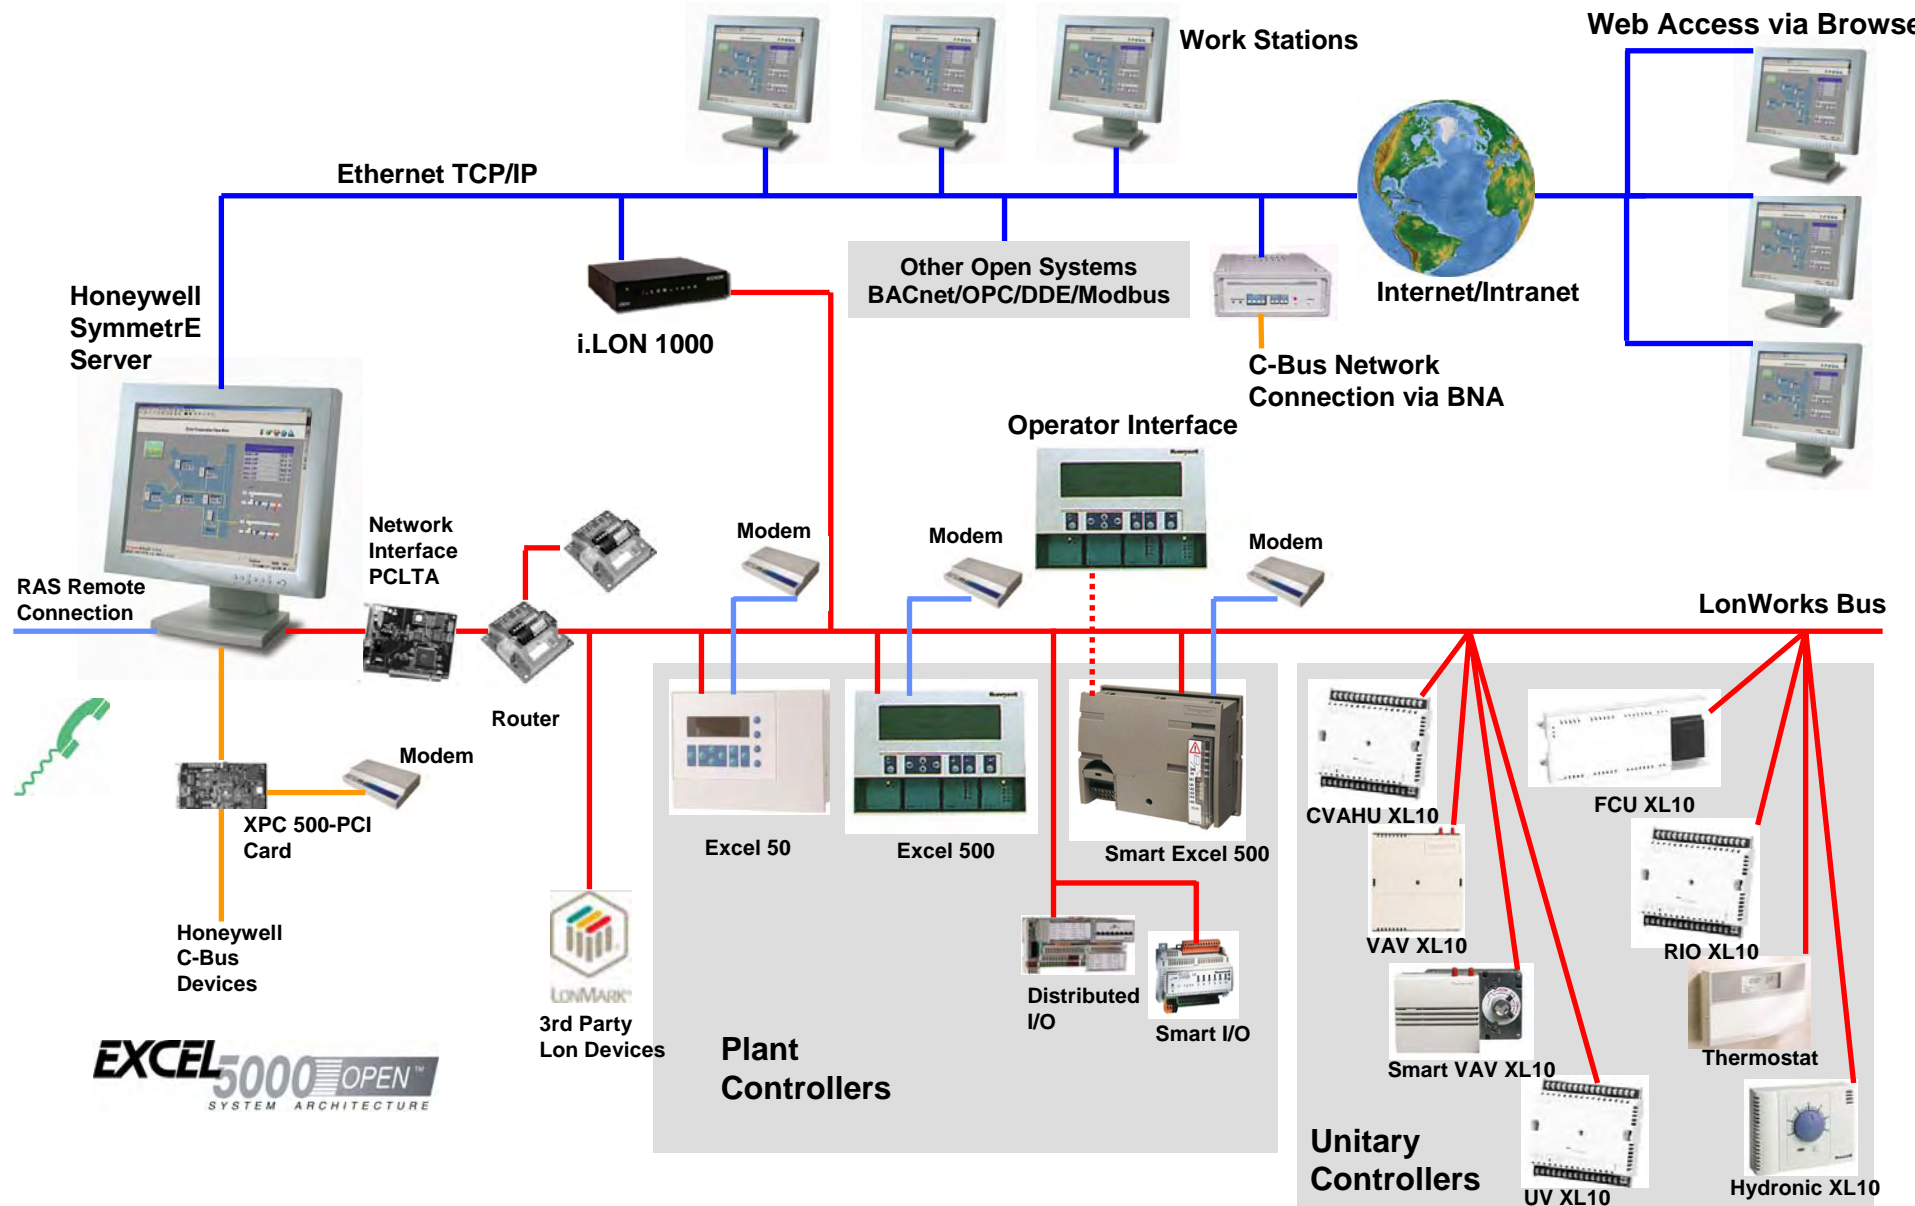 Work Stations
Web Access via Browse
Ethernet TCP/IP
Honeywell
SymmetrE
Server
i.LON 1000
Other Open Systems
BACnet/OPC/DDE/Modbus
Internet/Intranet
C-Bus Network
Connection via BNA
Operator Interface
Honeywell
Network
Interface
PCLTA
Modem
Modem
Modem
RAS Remote
Connection
LonWorks Bus
Router
Modem
XPC 500-PCI
Card
Honeywell
C-Bus
Devices
Honeywell
Excel 50
Excel 500
Smart Excel 500
CVAHU XL10
FCU XL10
VAV XL10
RIO XL10
LONMARK
3rd Party
Lon Devices
Distributed
I/O
Smart I/O
Smart VAV XL10
Thermostat
Plant
Controllers
EXCEL 5000 OPEN™
SYSTEM ARCHITECTURE
Unitary
Controllers
UV XL10
Hydronic XL10